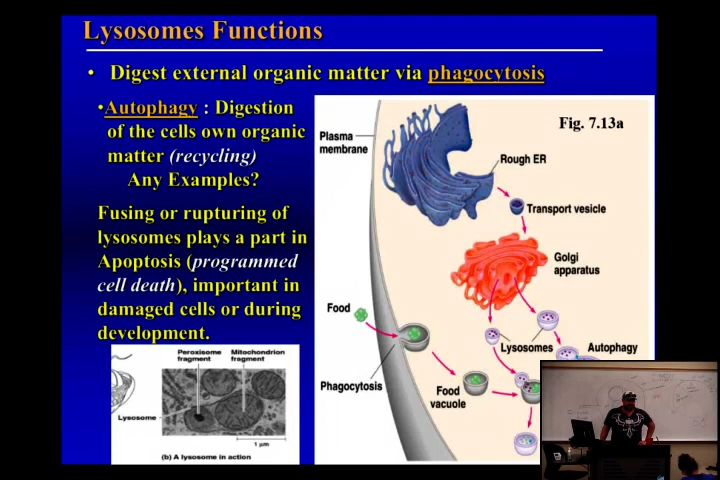 Lysosomes Functions
• Digest external organic matter via phagocytosis
•Autophagy : Digestion
of the cells own organic
matter (recycling)
Any Examples?
Fusing or rupturing of
lysosomes plays a part in
Apoptosis (programmed
cell death), important in
damaged cells or during
development.
Fig. 7.13a
Plasma
membrane
Rough ER
Transport vesicle
Golgi
apparatus
Food
Lysosomes
Autophagy
Phagocytosis
Food
vacuole
Peroxisome
fragment
Mitochondrion
fragment
Lysosome
1 µm
(b) A lysosome in action